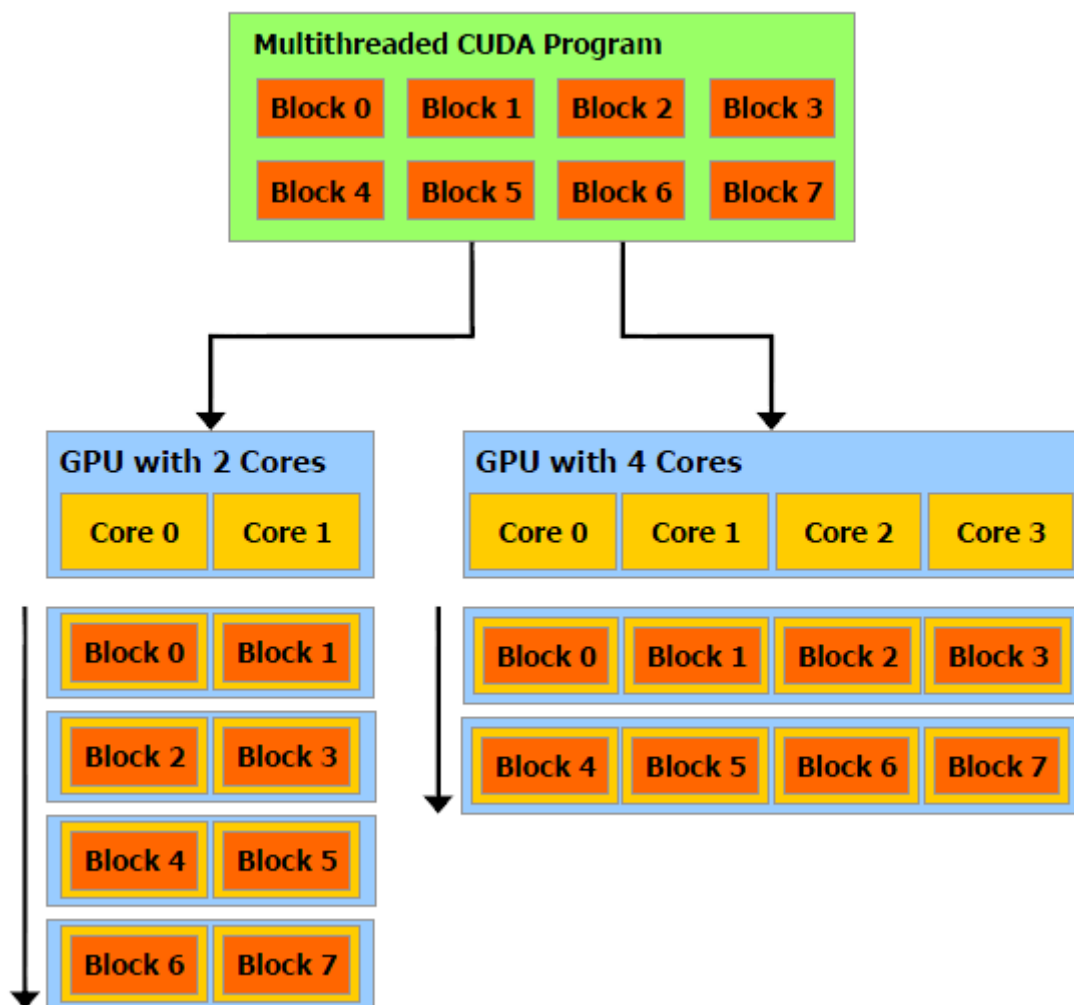 Multithreaded CUDA Program
Block 0 Block 1 Block 2 Block 3
Block 4 Block 5 Block 6 Block 7
GPU with 2 Cores
Core 0 Core 1
Block 0 Block 1
Block 2 Block 3
Block 4 Block 5
Block 6 Block 7
GPU with 4 Cores
Core 0 Core 1 Core 2 Core 3
Block 0 Block 1 Block 2 Block 3
Block 4 Block 5 Block 6 Block 7